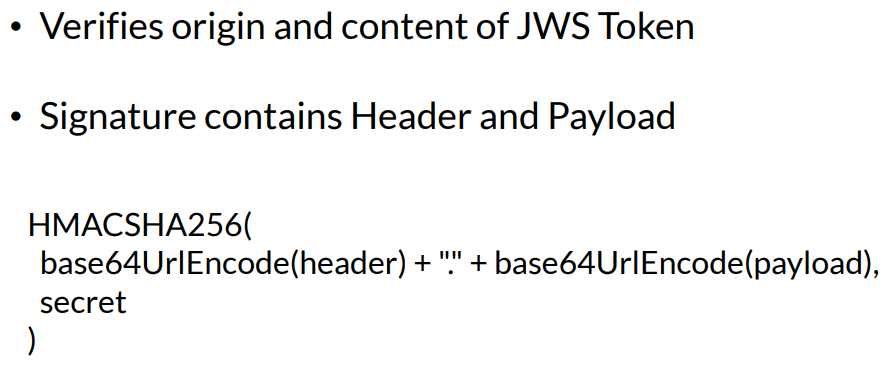 • Verifies origin and content of JWS Token
• Signature contains Header and Payload
HMACSHA256(
base64UrlEncode(header) + "." + base64UrlEncode(payload),
secret
)